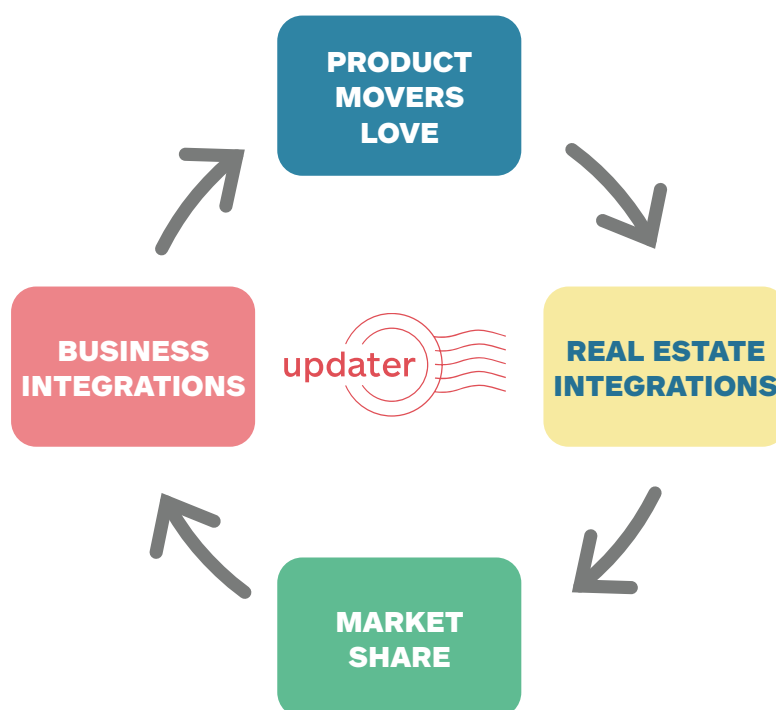 PRODUCT
MOVERS
LOVE
BUSINESS
INTEGRATIONS
updater
REAL ESTATE
INTEGRATIONS
MARKET
SHARE